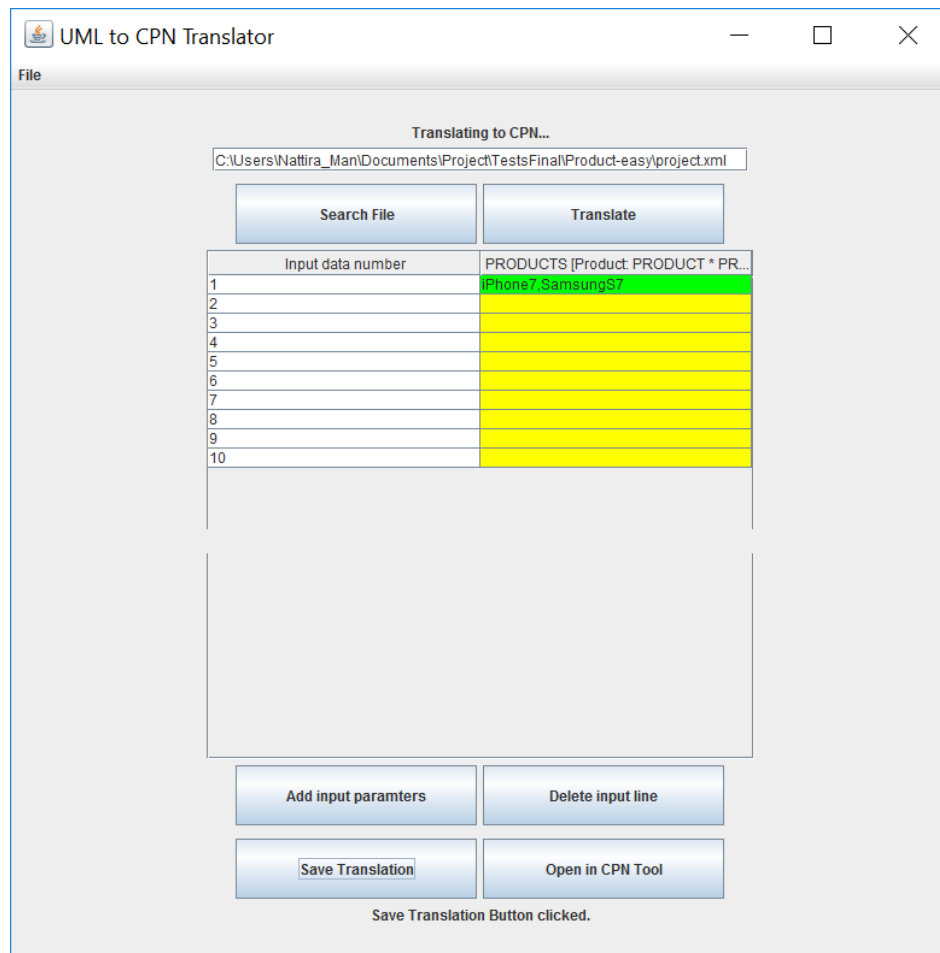 UML to CPN Translator
File
Translating to CPN...
C:\Users\Nattira_Man\Documents\Project\TestsFinal\Product-easy\project.xml
Search File Translate
Input data number PRODUCTS [Product: PRODUCT * PR...
1 iPhone7,SamsungS7
2
3
4
5
6
7
8
9
10
Add input paramters Delete input line
Save Translation Open in CPN Tool
Save Translation Button clicked.